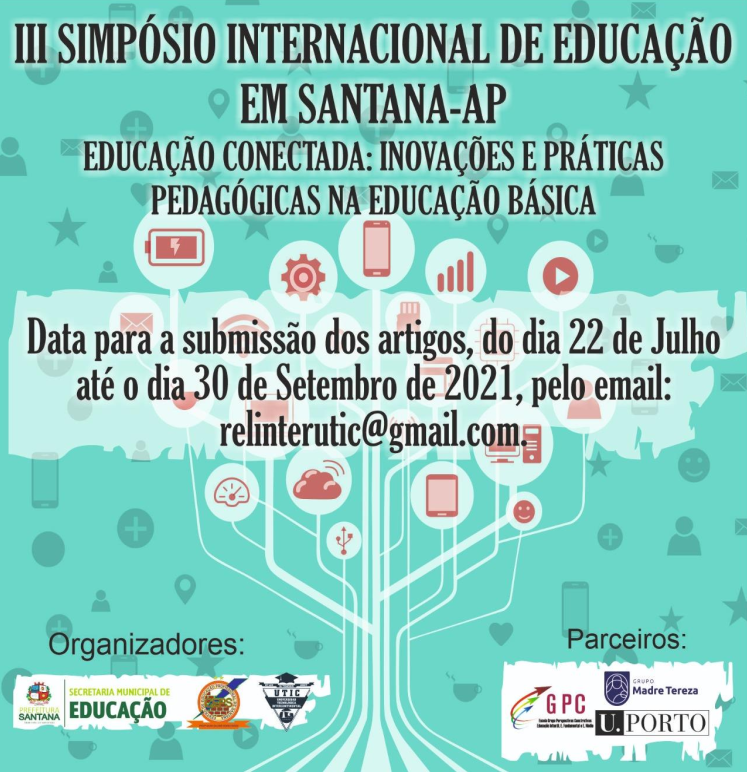 III SIMPÓSIO INTERNACIONAL DE EDUCAÇÃO
EM SANTANA-AP
EDUCAÇÃO CONECTADA: INOVAÇÕES E PRÁTICAS
PEDAGÓGICAS NA EDUCAÇÃO BÁSICA
Data para a submissão dos artigos, do dia 22 de Julho
até o dia 30 de Setembro de 2021, pelo email:
relinterutic@gmail.com.
Organizadores:
PREFEITURA
SANTANA
SECRETARIA MUNICIPAL DE
EDUCAÇÃO
UTIC
Parceiros:
GPC
GRUPO
Madre Tereza
U.PORTO